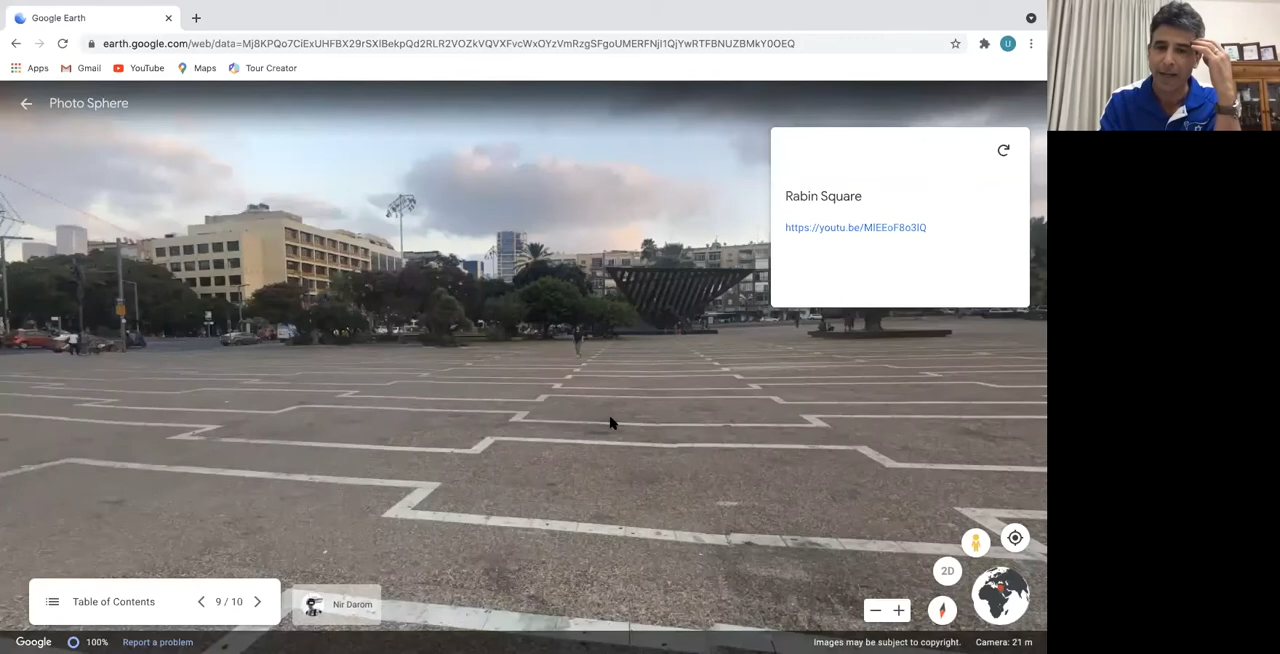 Google Earth
earth.google.com/web/data=Mj8KPQo7CiExUHFBX29rSXlBekpQd2RLR2VOZkVQVXFvcWxOYzVmRzgSFgoUMERFNjI1QjYwRTFBNUZBMkY0OEQ
U
Apps Gmail YouTube Maps Tour Creator
Photo Sphere
Rabin Square
https://youtu.be/MlEEoF8o3lQ
2D
Table of Contents 9 / 10
Nir Darom
Google 100% Report a problem
Images may be subject to copyright. Camera: 21 m